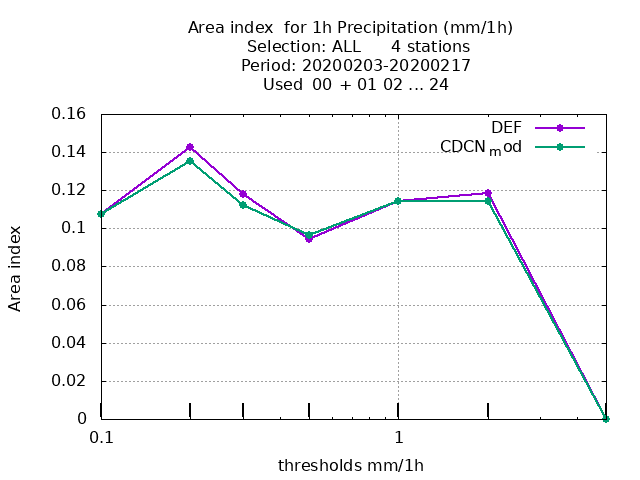 Area index  for 1h Precipitation (mm/1h)
Selection: ALL      4 stations
Period: 20200203-20200217
Used  00 + 01 02 ... 24
0.16
0.14
0.12
0.1
0.08
0.06
0.04
0.02
0
Area index
DEF
CDCNmod
0.1
1
thresholds mm/1h